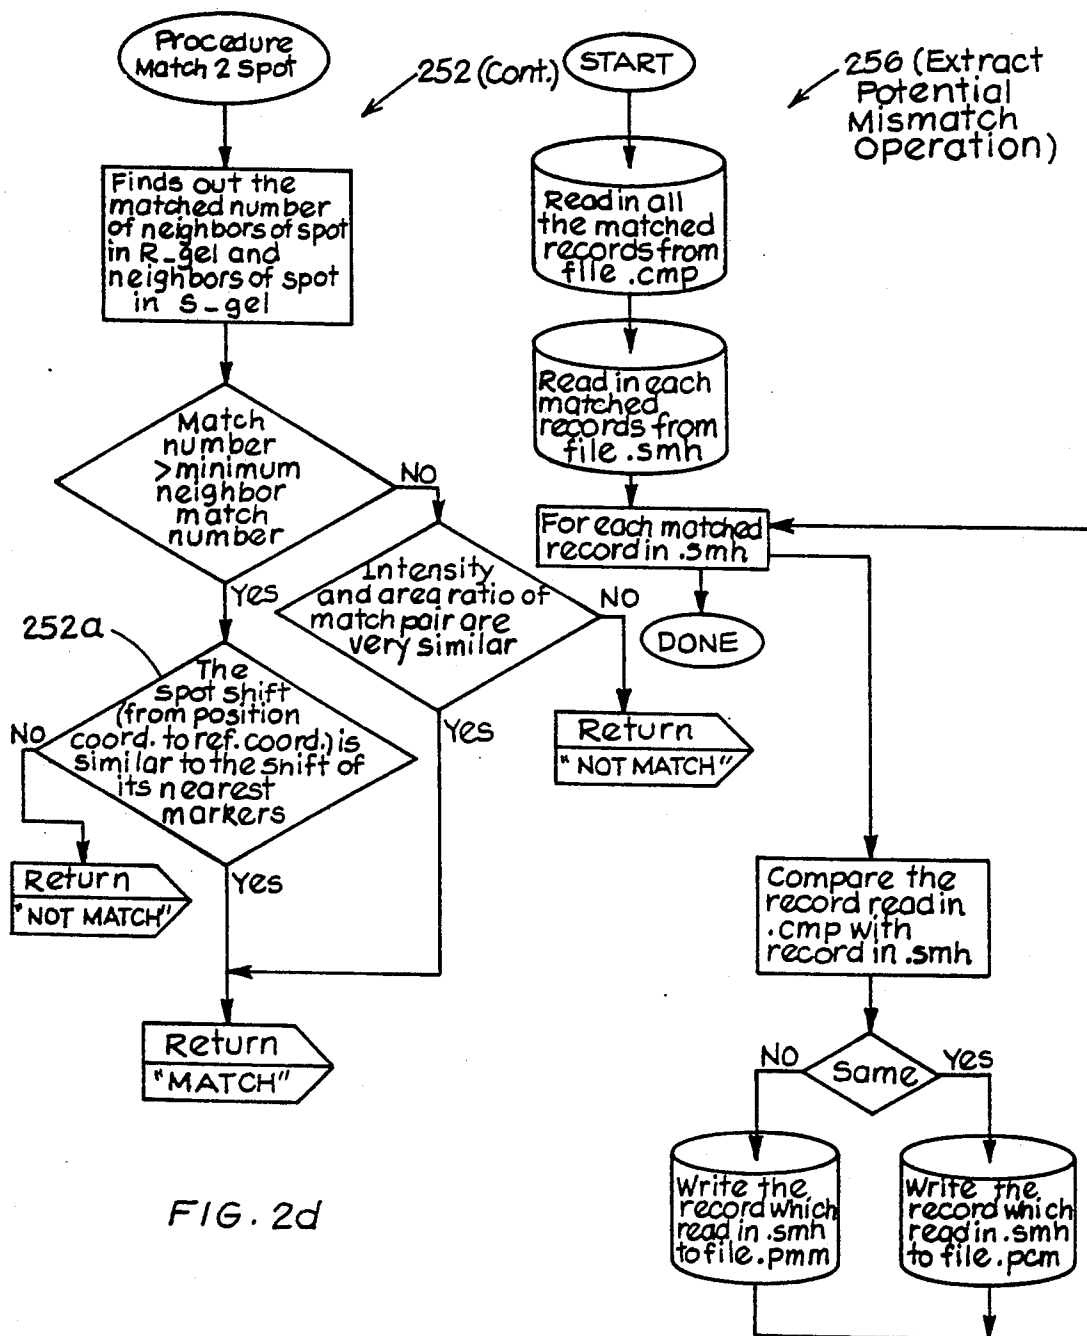 Procedure
Match 2 Spot
252 (Cont.)
Finds out the
matched number
of neighbors of spot
in R_gel and
neighbors of spot
in S_gel
Match
number
>minimum
neighbor
match
number
NO
Yes
Intensity
and area ratio of
match pair are
very similar
NO
Yes
Return
"NOT MATCH"
252a
The
spot shift
(from position
coord. to ref. coord.) is
similar to the shift of
its nearest
markers
NO
Yes
Return
"NOT MATCH"
Return
"MATCH"
START
256 (Extract
Potential
Mismatch
Operation)
Read in all
the matched
records from
file .cmp
Read in each
matched
records from
file .smh
For each matched
record in .smh
DONE
Compare the
record read in
.cmp with
record in .smh
Same
NO
Yes
Write the
record which
read in .smh
to file .pmm
Write the
record which
read in .smh
to file .pcm
FIG. 2d